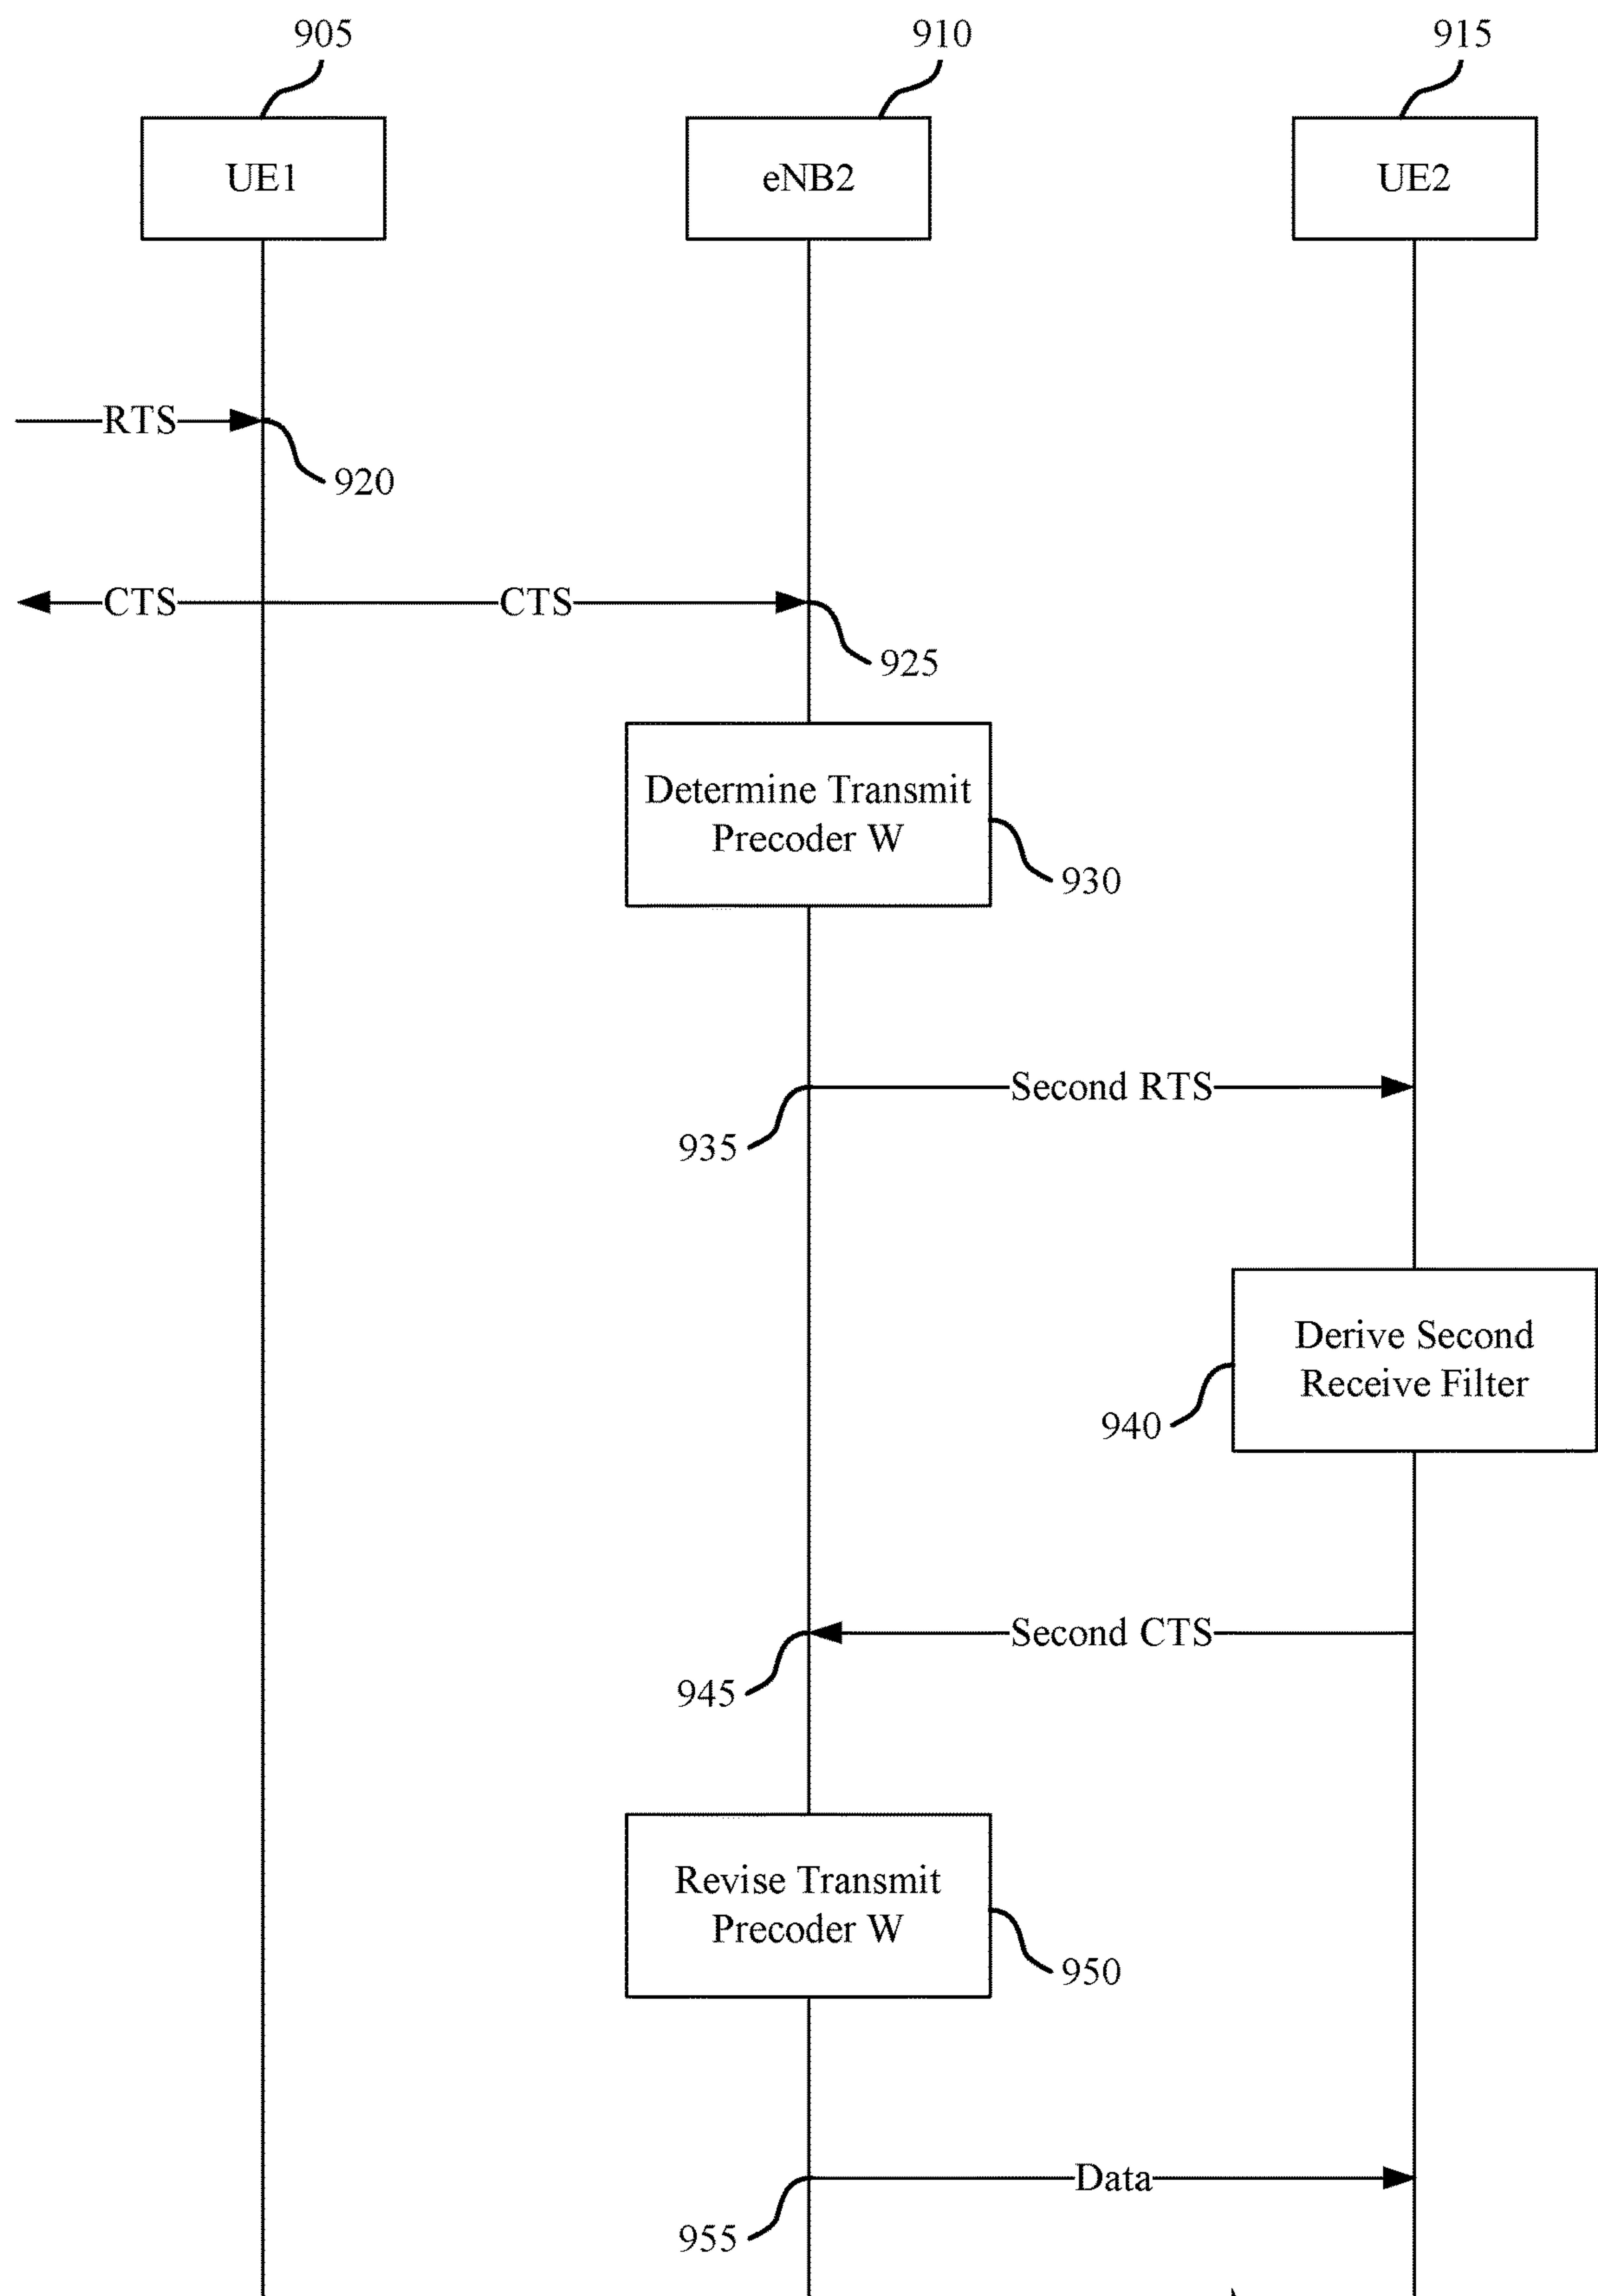 905
910
915
UE1
eNB2
UE2
RTS
920
CTS
CTS
925
Determine Transmit
Precoder W
930
Second RTS
935
Derive Second
Receive Filter
940
Second CTS
945
Revise Transmit
Precoder W
950
Data
955